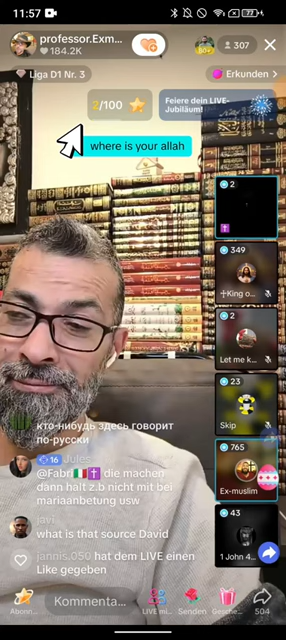 11:57
77
professor.Exm...
184.2K
50+
307
Liga D1 Nr. 3
Erkunden
2/100
Feiere dein LIVE-
Jubiläum!
where is your allah
2
349
King o...
2
Let me k...
23
Skip
765
Ex-muslim
43
1 John 4...
кто-нибудь здесь говорит
по-русски
16 Jules
@Fabr🇮🇹✝️ die machen
dann halt z.b nicht mit bei
mariaanbetung usw
javi
what is that source David
jannis.050 hat dem LIVE einen
Like gegeben
Abonn...
Kommenta...
LIVE mi...
Senden
Gesche...
504